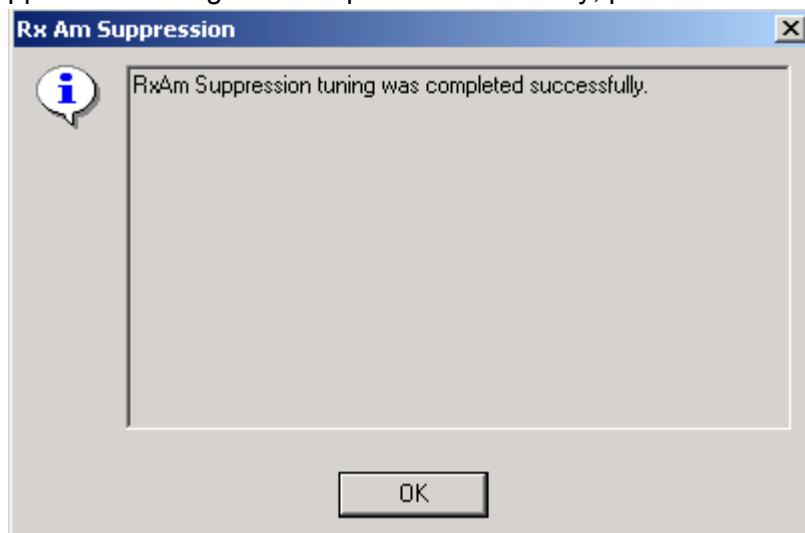 Rx Am Suppression
RxAm Suppression tuning was completed successfully.
OK